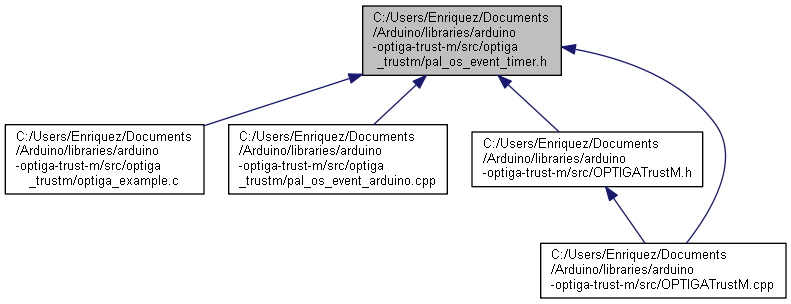 C:/Users/Enriquez/Documents
/Arduino/libraries/arduino
-optiga-trust-m/src/optiga
_trustm/pal_os_event_timer.h
C:/Users/Enriquez/Documents
/Arduino/libraries/arduino
-optiga-trust-m/src/optiga
_trustm/optiga_example.c
C:/Users/Enriquez/Documents
/Arduino/libraries/arduino
-optiga-trust-m/src/optiga
_trustm/pal_os_event_arduino.cpp
C:/Users/Enriquez/Documents
/Arduino/libraries/arduino
-optiga-trust-m/src/OPTIGATrustM.h
C:/Users/Enriquez/Documents
/Arduino/libraries/arduino
-optiga-trust-m/src/OPTIGATrustM.cpp